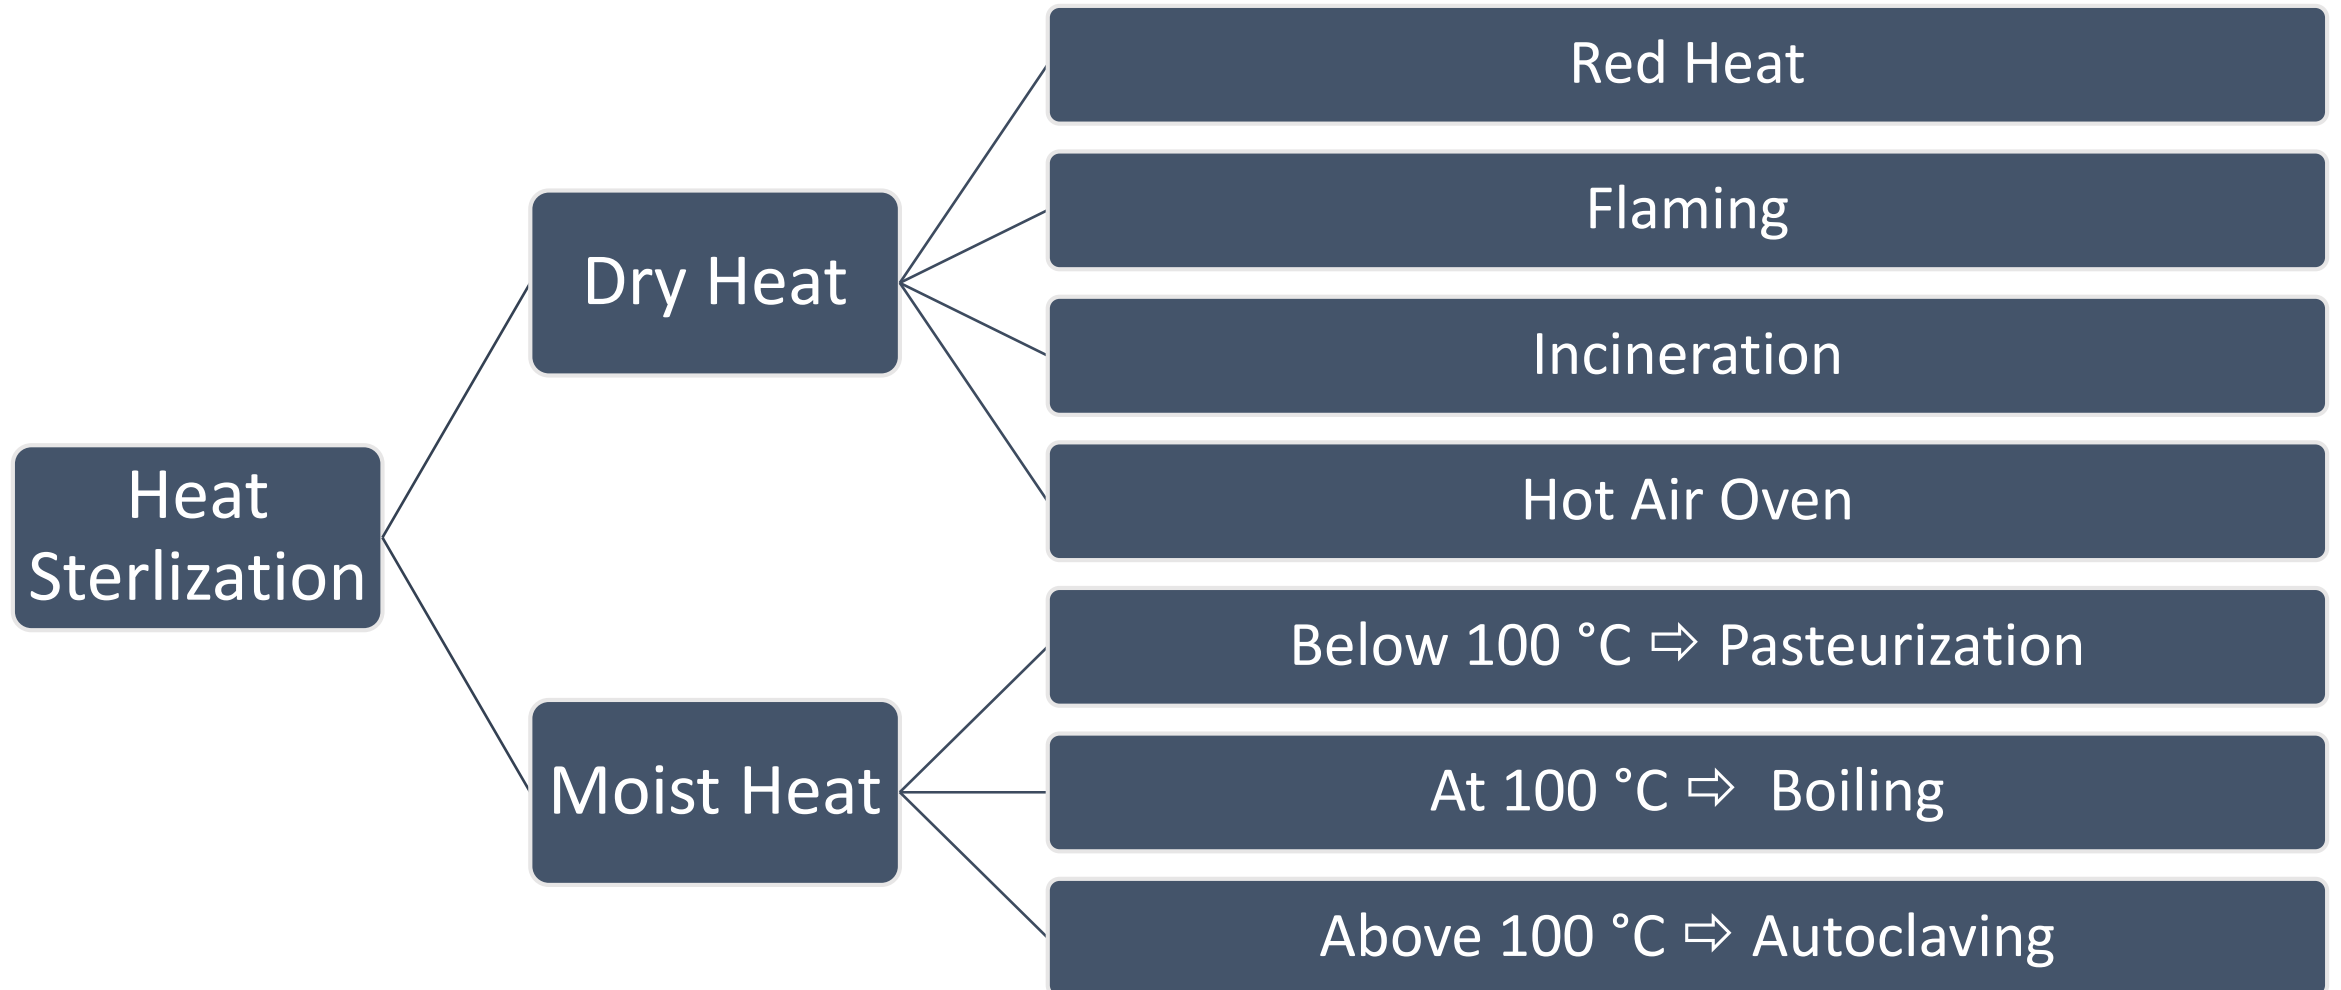 Heat
Sterlization
Dry Heat
Red Heat
Flaming
Incineration
Hot Air Oven
Moist Heat
Below 100 °C ⇨ Pasteurization
At 100 °C ⇨ Boiling
Above 100 °C ⇨ Autoclaving